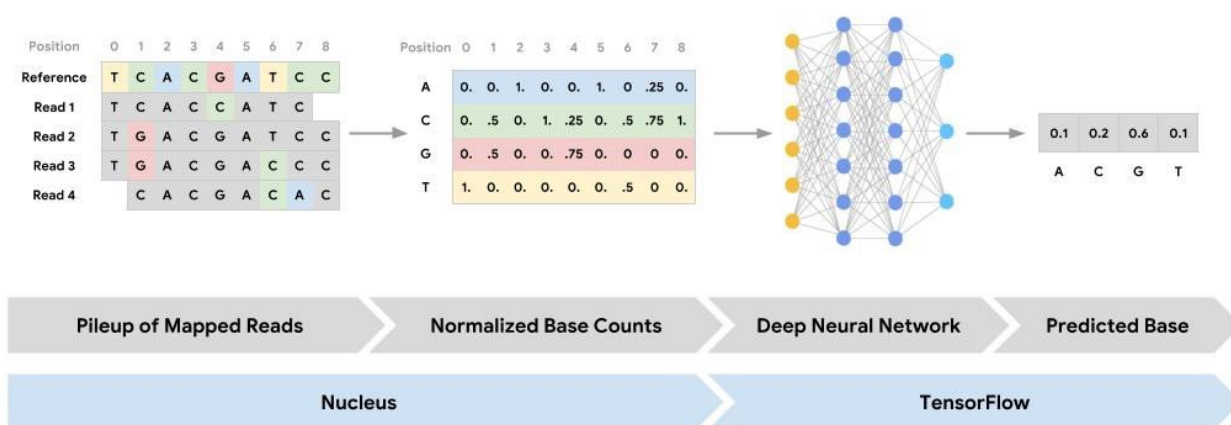 Position 0 1 2 3 4 5 6 7 8
Reference T C A C G A T C C
Read 1 T C A C C A T C
Read 2 T G A C G A T C C
Read 3 T G A C G A C C C
Read 4 C A C G A C A C
Position 0 1 2 3 4 5 6 7 8
A 0. 0. 1. 0. 0. 1. 0 .25 0.
C 0. .5 0. 1. .25 0. .5 .75 1.
G 0. .5 0. 0. .75 0. 0 0 0.
T 1. 0. 0. 0. 0. 0. .5 0 0.
0.1 0.2 0.6 0.1
A C G T
Pileup of Mapped Reads
Normalized Base Counts
Deep Neural Network
Predicted Base
Nucleus
TensorFlow